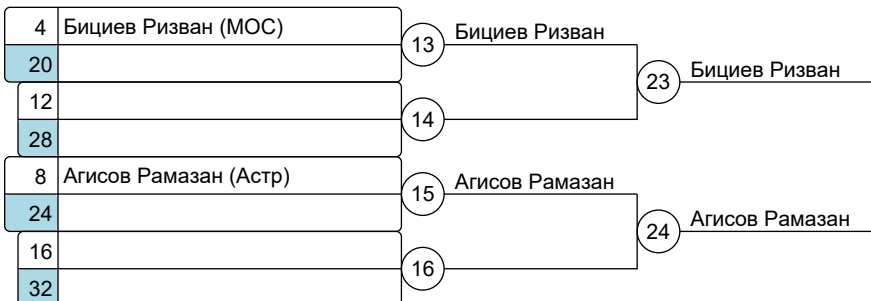 4 Бициев Ризван (МОС)
13 Бициев Ризван
20
23 Бициев Ризван
12
14
28
8 Агисов Рамазан (Астр)
15 Агисов Рамазан
24
24 Агисов Рамазан
16
16
32